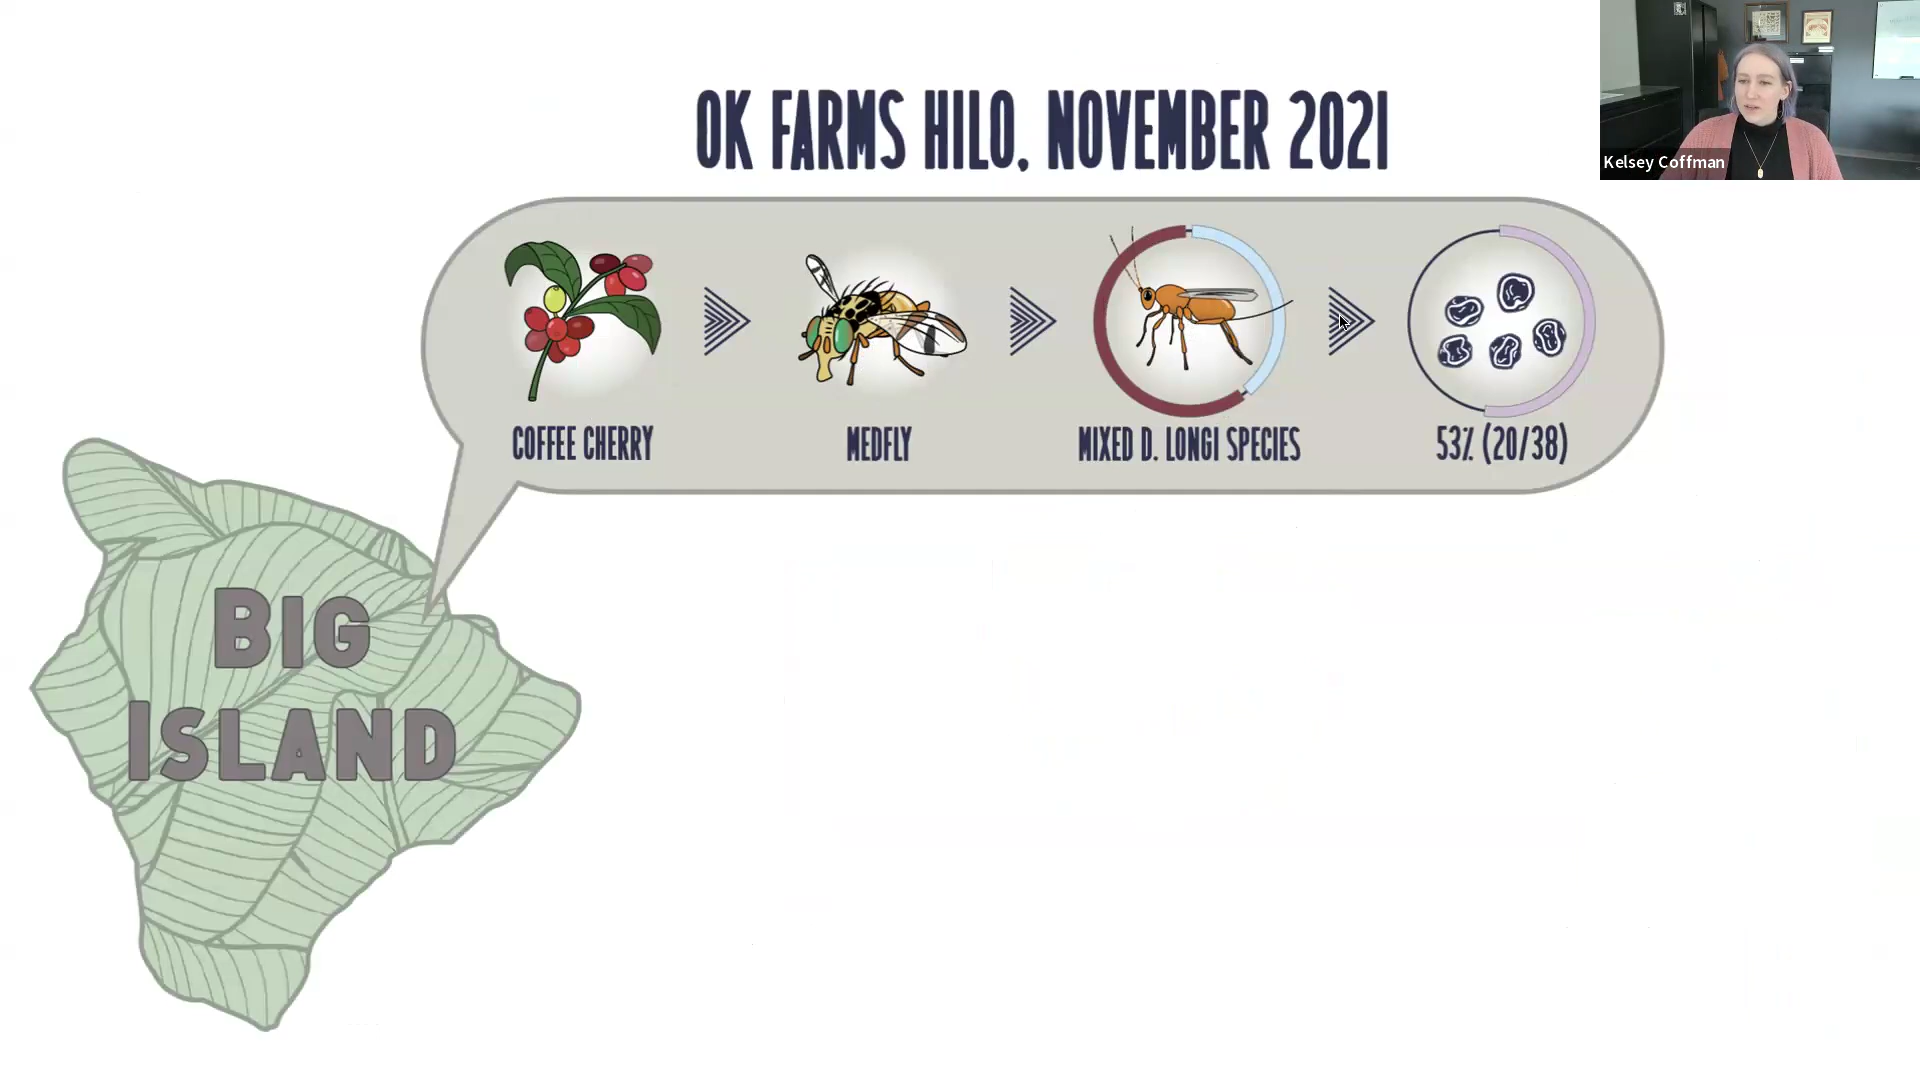 OK FARMS HILO, NOVEMBER 2021
Kelsey Coffman
COFFEE CHERRY
MEDFLY
MIXED D. LONGI SPECIES
53% (20/38)
BIG
ISLAND